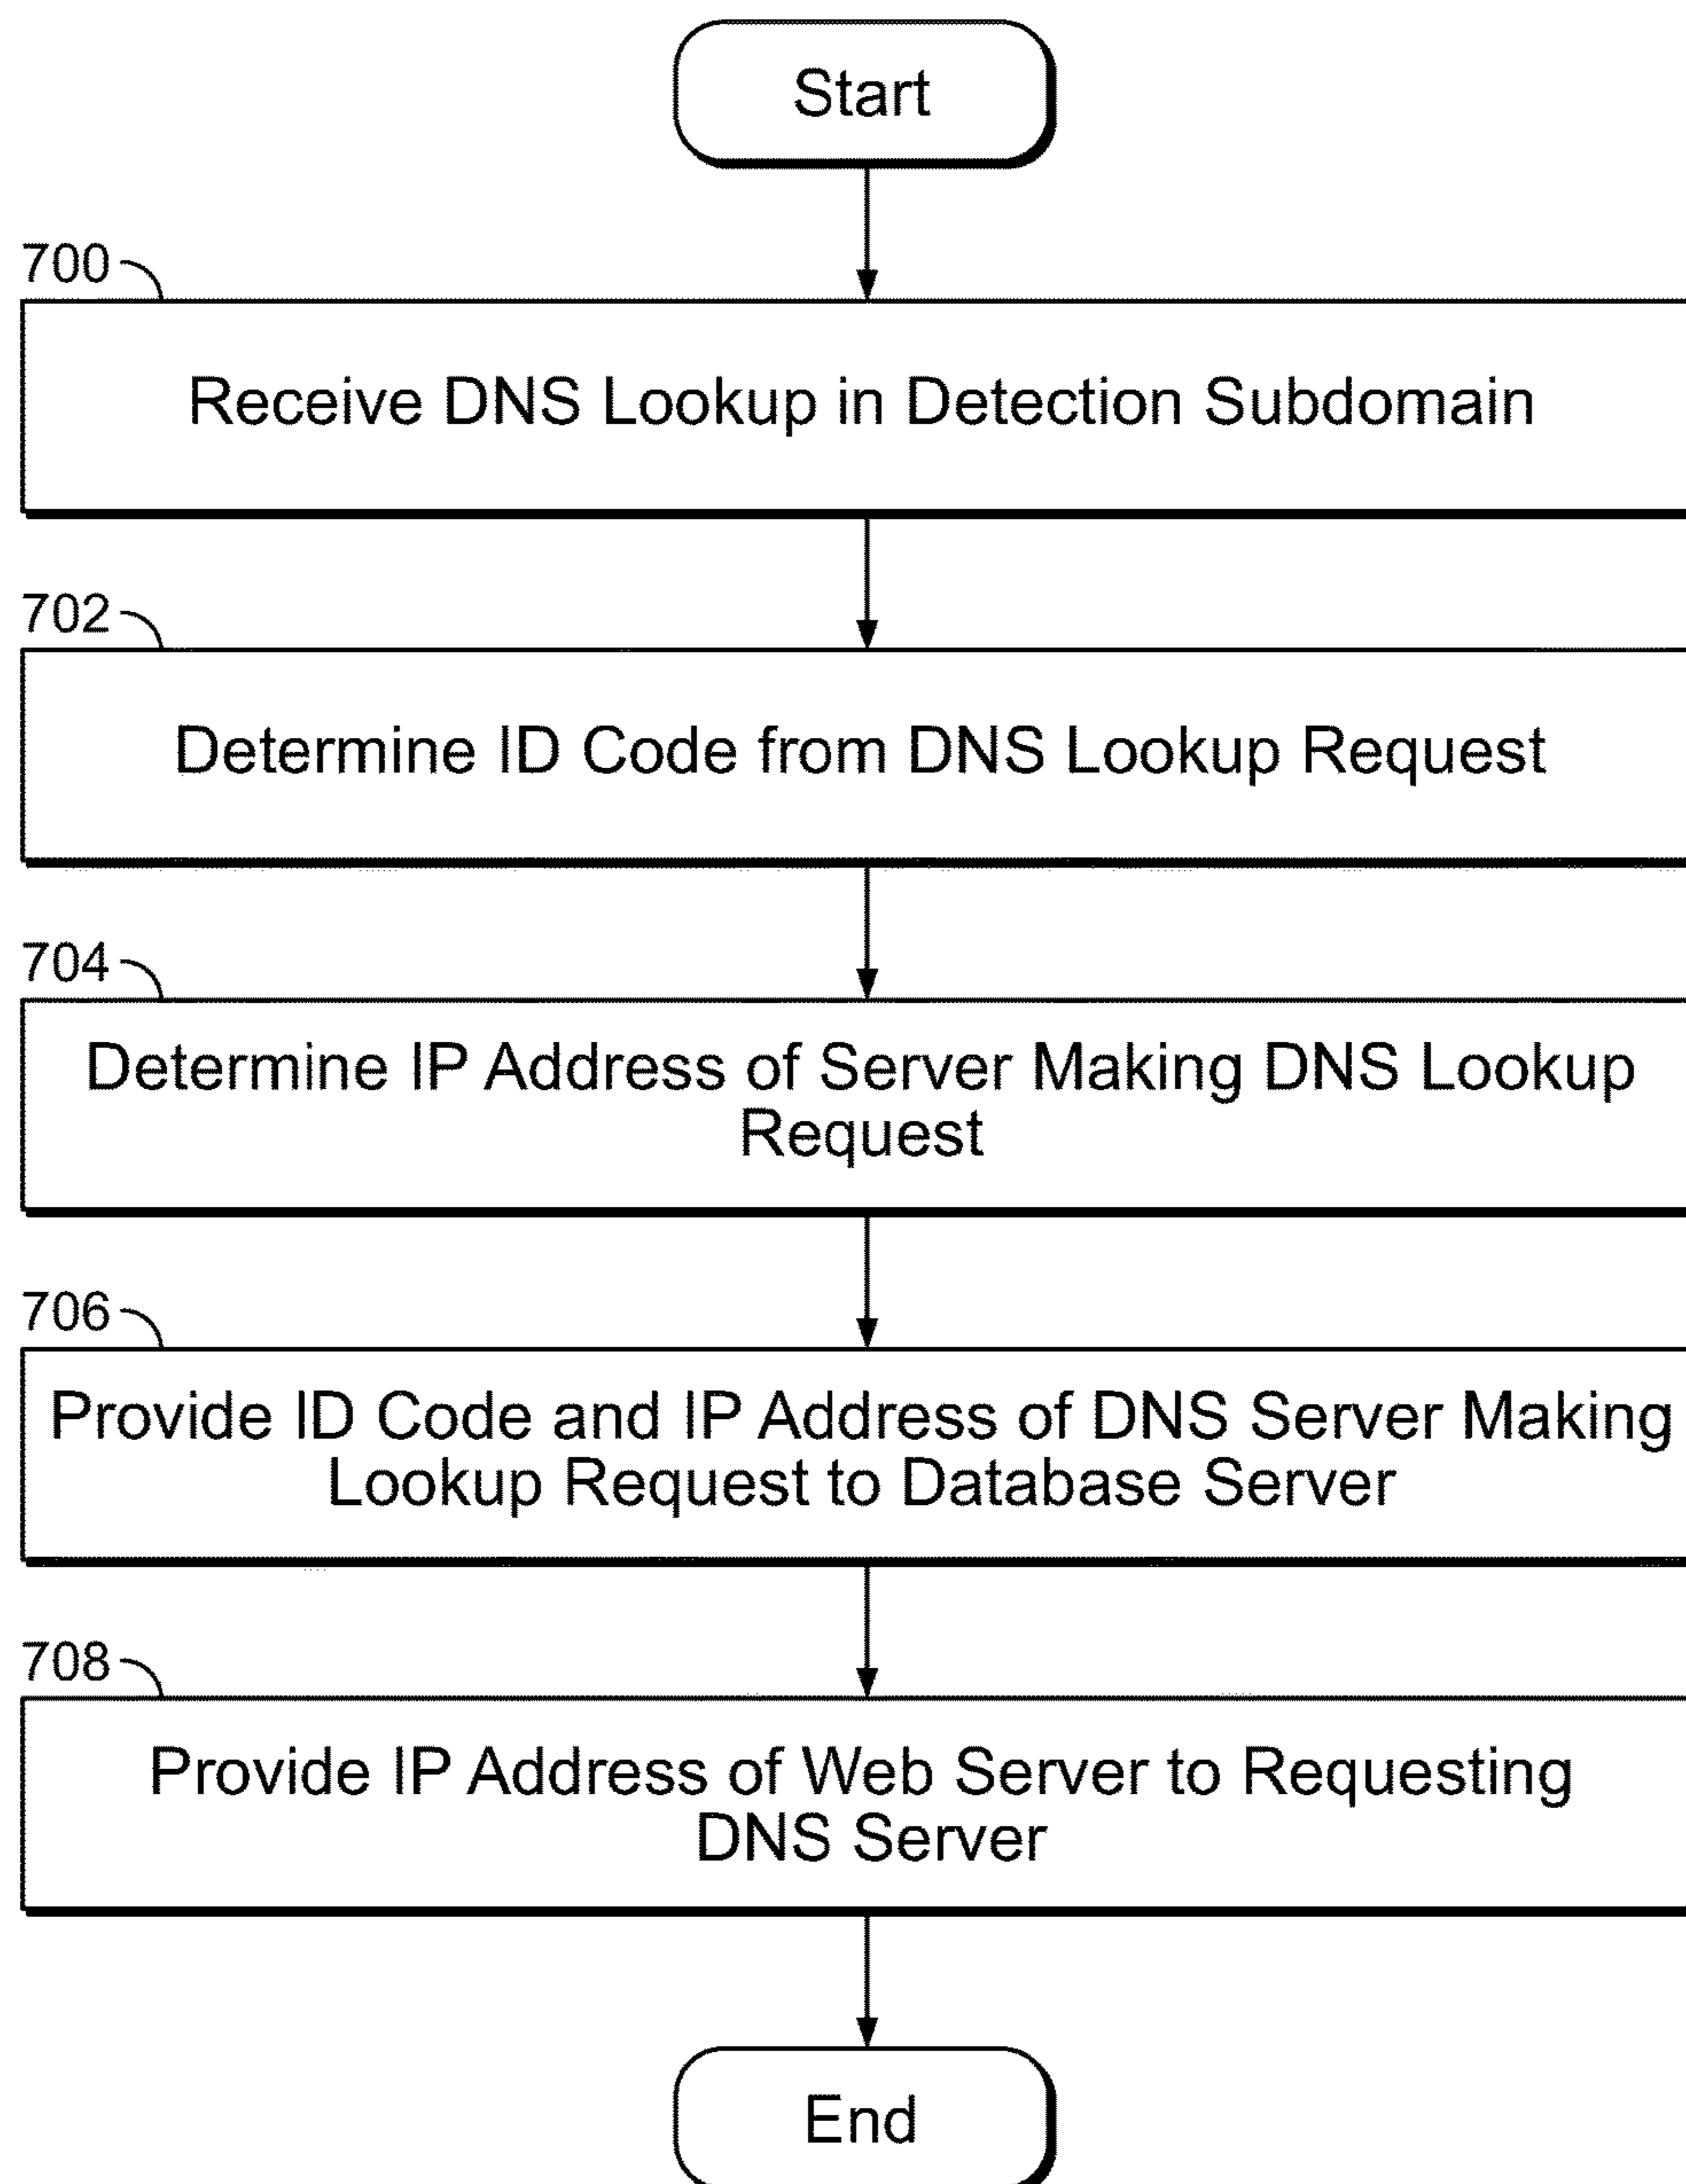 Start
700
Receive DNS Lookup in Detection Subdomain
702
Determine ID Code from DNS Lookup Request
704
Determine IP Address of Server Making DNS Lookup
Request
706
Provide ID Code and IP Address of DNS Server Making
Lookup Request to Database Server
708
Provide IP Address of Web Server to Requesting
DNS Server
End